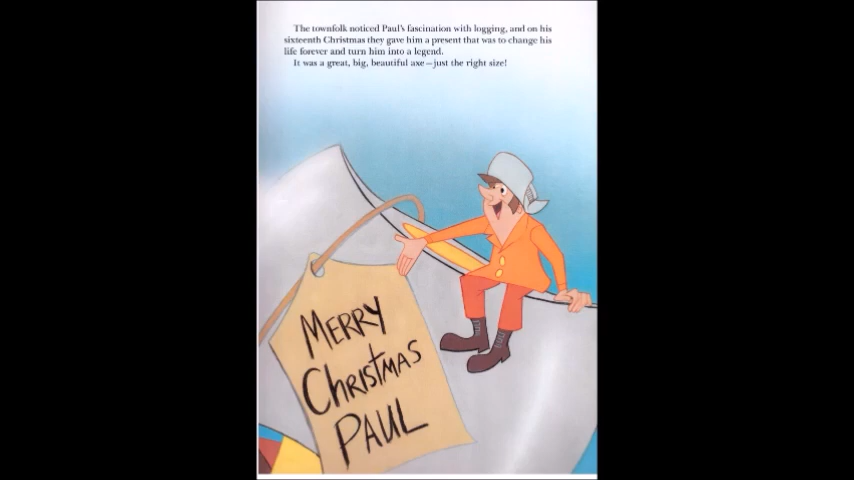 The townfolk noticed Paul's fascination with logging, and on his
sixteenth Christmas they gave him a present that was to change his
life forever and turn him into a legend.
It was a great, big, beautiful axe—just the right size!
MERRY
CHRISTMAS
PAUL